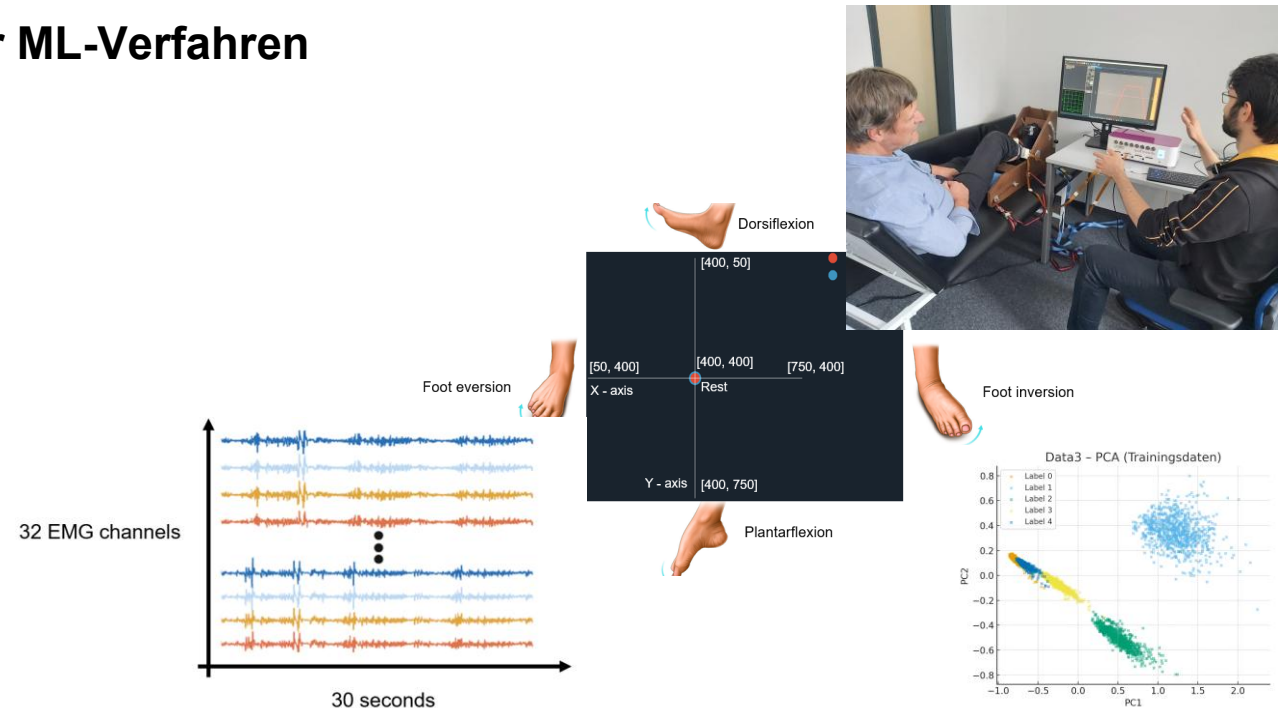 r ML-Verfahren
Dorsiflexion
[400, 50]
[50, 400]
[400, 400]
[750, 400]
X - axis
Rest
Foot eversion
Foot inversion
Y - axis
[400, 750]
Plantarflexion
32 EMG channels
30 seconds
Data3 – PCA (Trainingsdaten)
Label 0
Label 1
Label 2
Label 3
Label 4
0.8
0.6
0.4
0.2
0.0
−0.2
−0.4
−0.6
−0.8
PC2
−1.0 −0.5 0.0 0.5 1.0 1.5 2.0
PC1